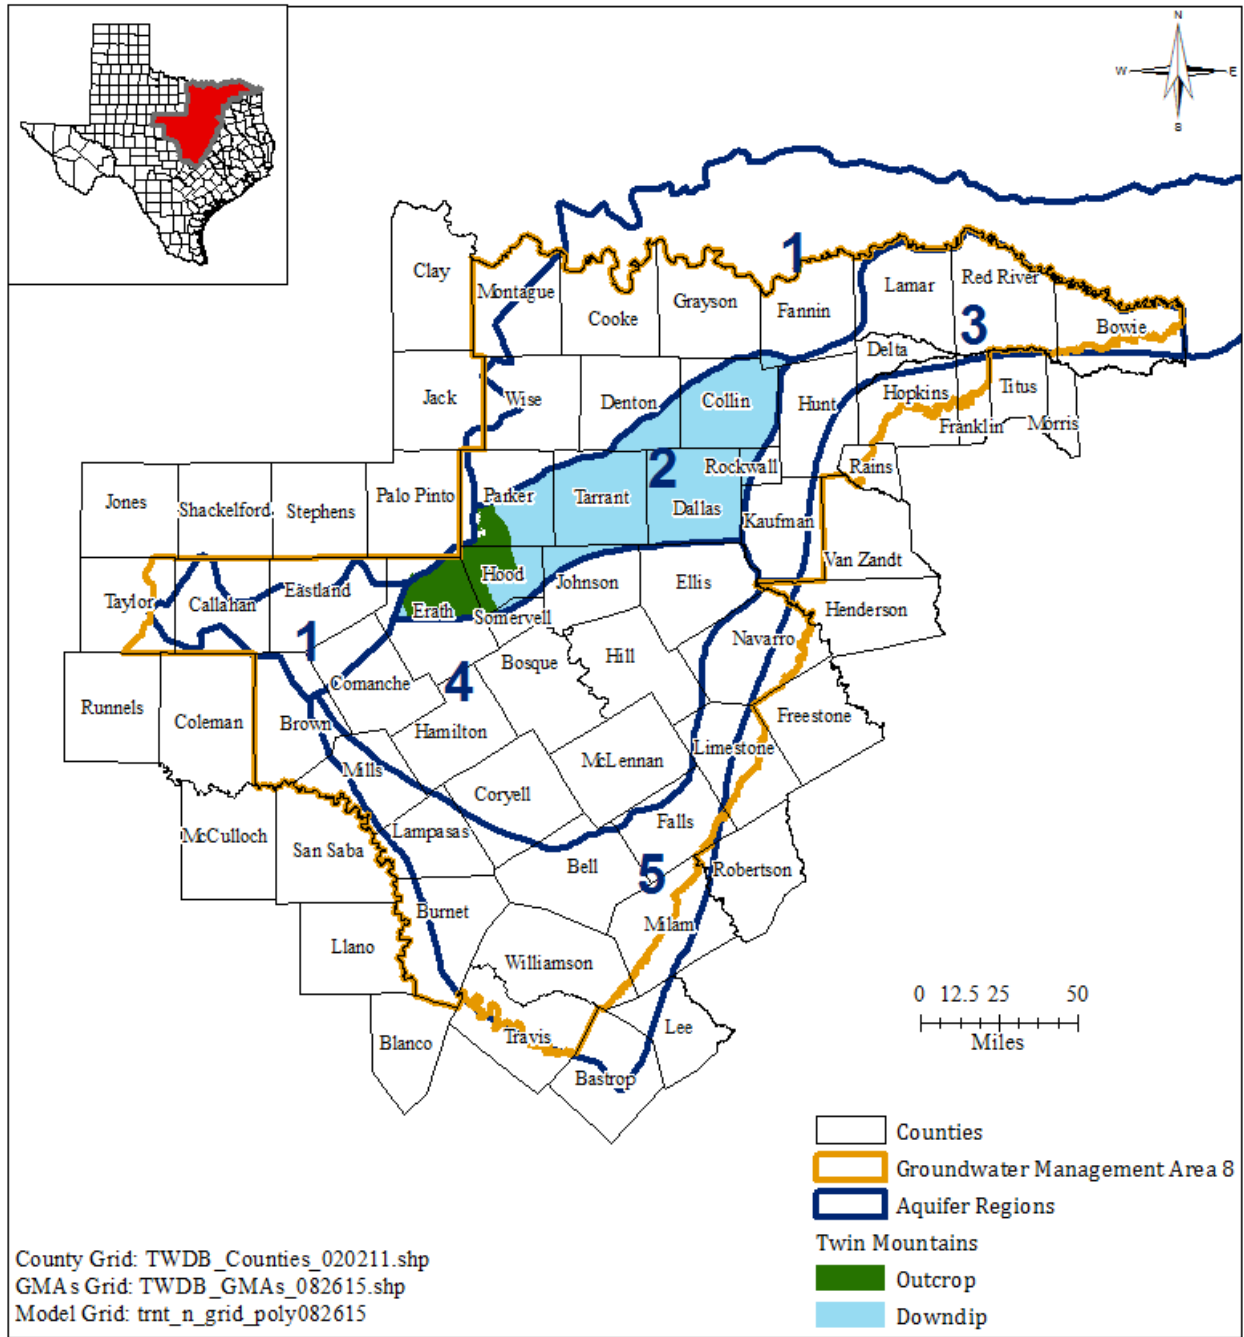 N
W E
S
1
Clay
Montague
Cooke
Grayson
Fannin
Lamar
Red River
3
Bowie
Delta
Jack
Wise
Denton
Collin
Hunt
Hopkins
Titus
Franklin
Morris
2
Rockwall
Rains
Jones
Shackelford
Stephens
Palo Pinto
Parker
Tarrant
Dallas
Kaufman
Van Zandt
Taylor
Callahan
Eastland
Erath
Hood
Somervell
Johnson
Ellis
Henderson
1
Comanche
4
Bosque
Hill
Navarro
Runnels
Coleman
Brown
Hamilton
McLennan
Limestone
Freestone
Mills
Coryell
McCulloch
San Saba
Lampasas
Bell
Falls
5
Robertson
Burnet
Milam
Llano
Williamson
Blanco
Travis
Bastrop
Lee
0 12.5 25 50
Miles
Counties
Groundwater Management Area 8
Aquifer Regions
Twin Mountains
Outcrop
Downdip
County Grid: TWDB_Counties_020211.shp
GMAs Grid: TWDB_GMAs_082615.shp
Model Grid: trnt_n_grid_poly082615